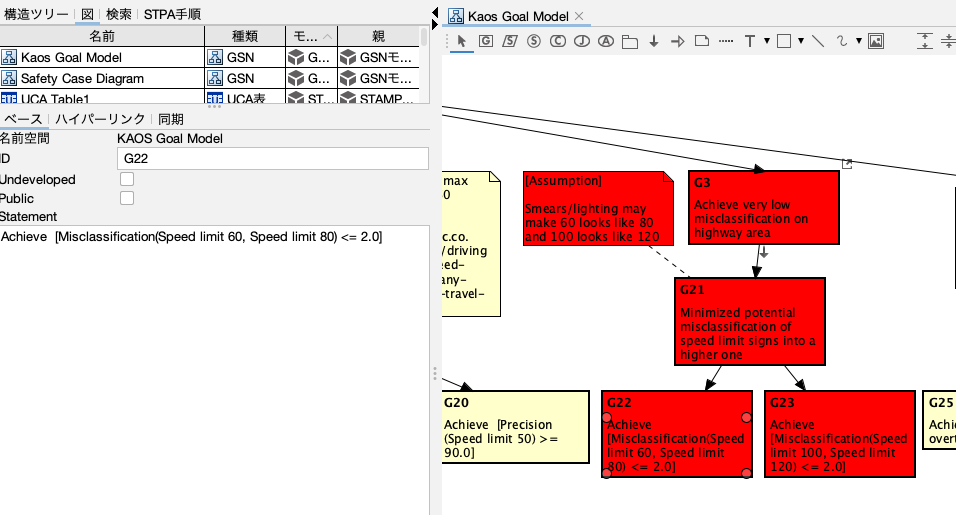 構造ツリー 図 検索 STPA手順
名前 種類 モ... 親
Kaos Goal Model GSN G... GSNモ...
Safety Case Diagram GSN G... GSNモ...
UCA Table1 UCA表 ST... STAMP...
ベース ハイパーリンク 同期
名前空間 KAOS Goal Model
ID G22
Undeveloped
Public
Statement
Achieve [Misclassification(Speed limit 60, Speed limit 80) <= 2.0]
Kaos Goal Model
G S S C J A T
max
0
c.co.
/driving
eed-
any-
-travel-
[Assumption]
Smears/lighting may
make 60 looks like 80
and 100 looks like 120
G3
Achieve very low
misclassification on
highway area
G21
Minimized potential
misclassification of
speed limit signs into a
higher one
G20
Achieve [Precision
(Speed limit 50) >=
90.0]
G22
Achieve
[Misclassification(Speed
limit 60, Speed limit
80) <= 2.0]
G23
Achieve
[Misclassification(Speed
limit 100, Speed limit
120) <= 2.0]
G25
Achi
overt